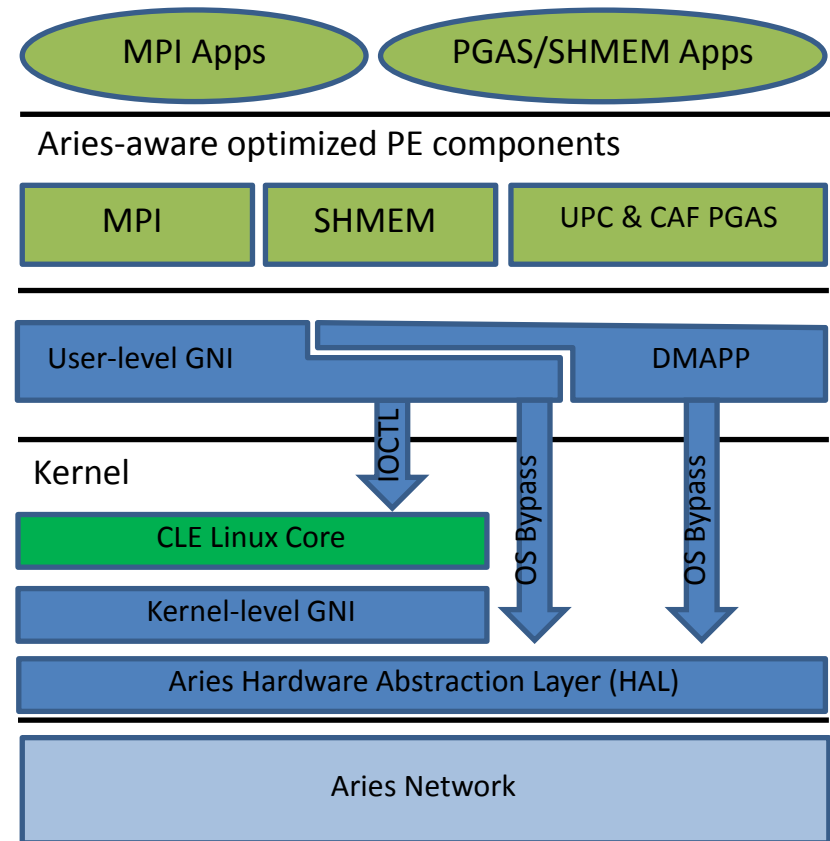 MPI Apps
PGAS/SHMEM Apps
Aries-aware optimized PE components
MPI
SHMEM
UPC & CAF PGAS
User-level GNI
DMAPP
IOCTL
OS Bypass
OS Bypass
Kernel
CLE Linux Core
Kernel-level GNI
Aries Hardware Abstraction Layer (HAL)
Aries Network